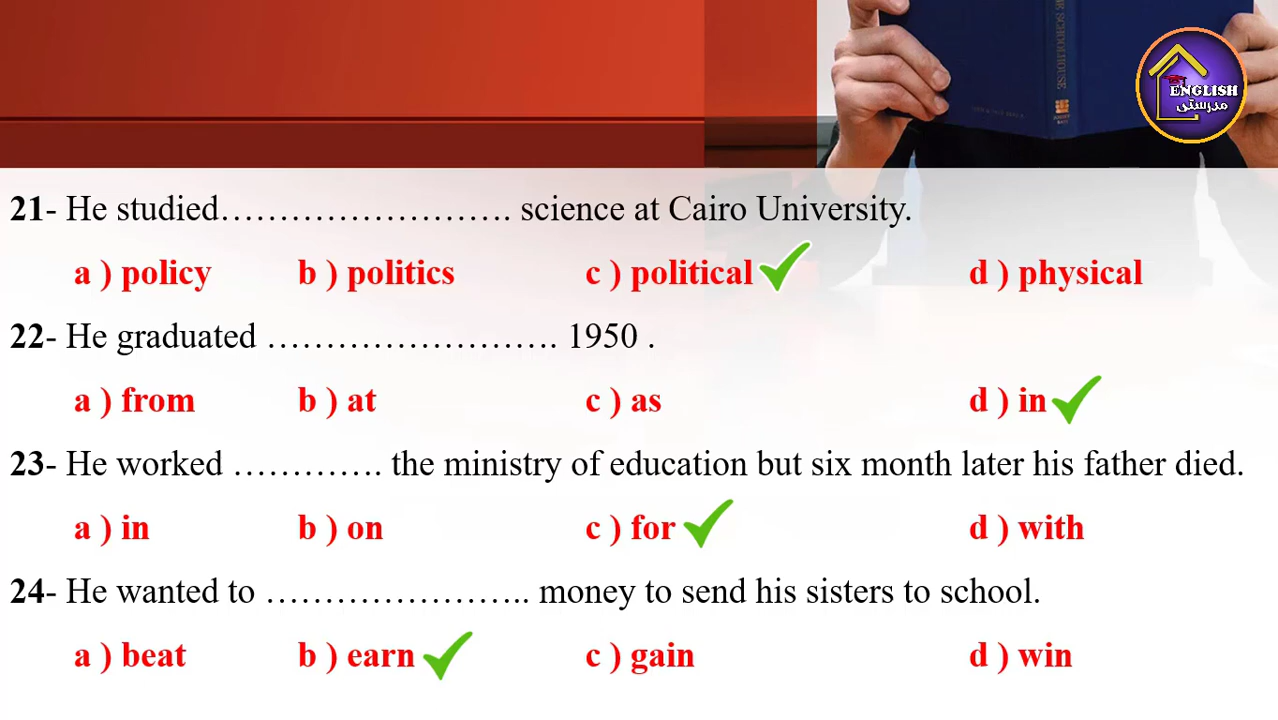 ENGLISH
مدرستي
21- He studied……………………. science at Cairo University.
a ) policy b ) politics c ) political d ) physical
22- He graduated ……………………. 1950 .
a ) from b ) at c ) as d ) in
23- He worked …………. the ministry of education but six month later his father died.
a ) in b ) on c ) for d ) with
24- He wanted to ………………….. money to send his sisters to school.
a ) beat b ) earn c ) gain d ) win